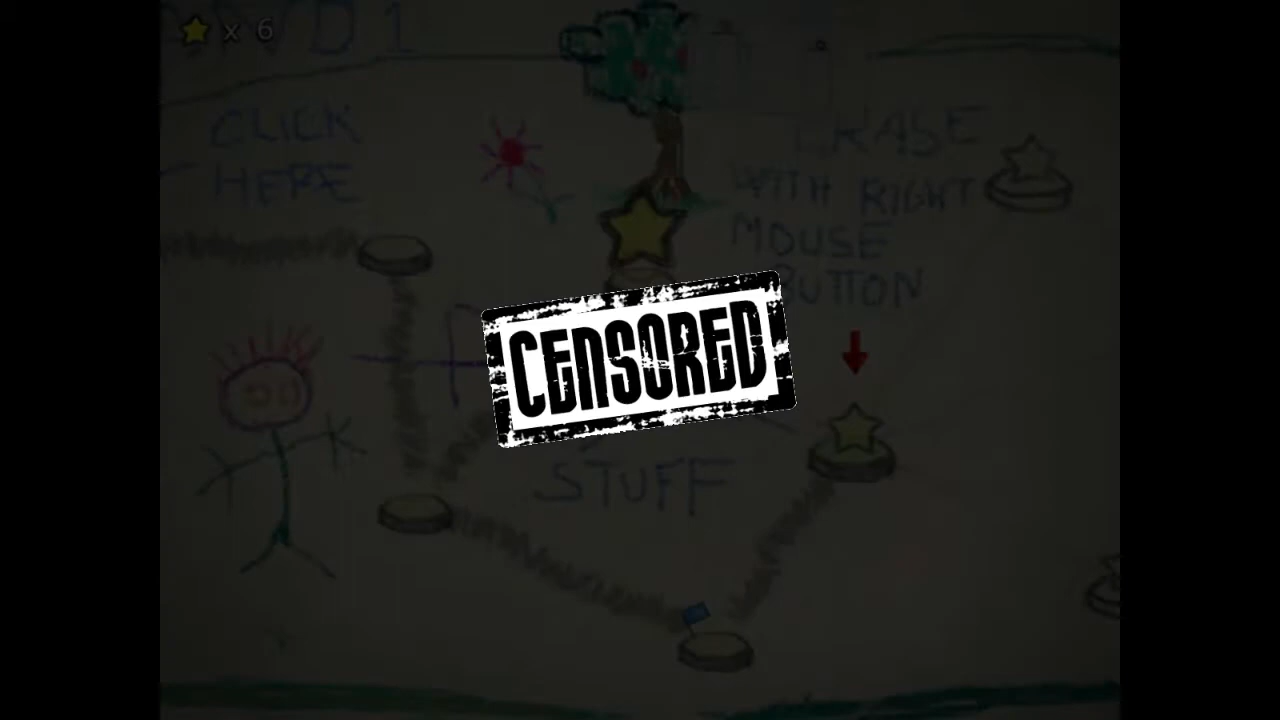 x 6
CLICK
HERE
ERASE
WITH RIGHT
MOUSE
BUTTON
CENSORED
STUFF